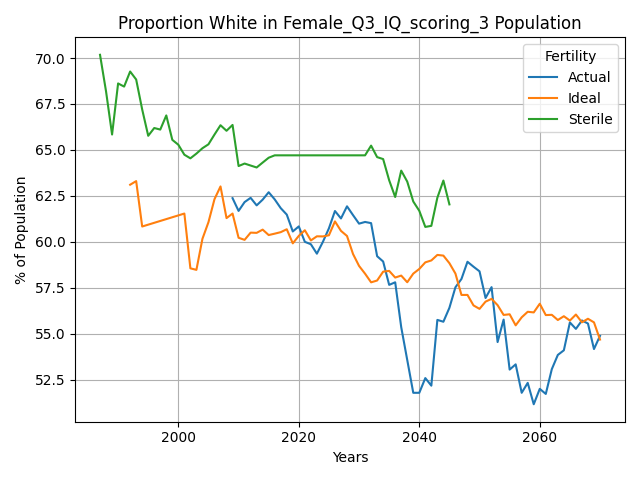 Proportion White in Female_Q3_IQ_scoring_3 Population
Fertility
Actual
Ideal
Sterile
% of Population
70.0
67.5
65.0
62.5
60.0
57.5
55.0
52.5
2000
2020
2040
2060
Years